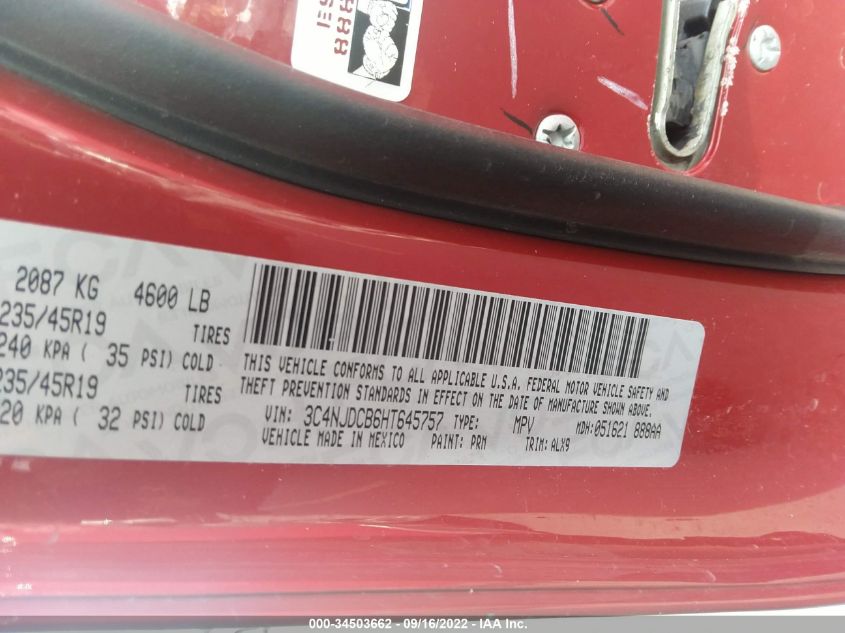 ES
888
2087 KG 4600 LB
235/45R19 TIRES
240 KPA ( 35 PSI) COLD
235/45R19 TIRES
20 KPA ( 32 PSI) COLD
THIS VEHICLE CONFORMS TO ALL APPLICABLE U.S.A. FEDERAL MOTOR VEHICLE SAFETY AND
THEFT PREVENTION STANDARDS IN EFFECT ON THE DATE OF MANUFACTURE SHOWN ABOVE.
VIN: 3C4NJDCB6HT645757 TYPE: MPV MDH:051621 888AA
VEHICLE MADE IN MEXICO PAINT: PRM TRIM: ALX9
000-34503662 - 09/16/2022 - IAA Inc.